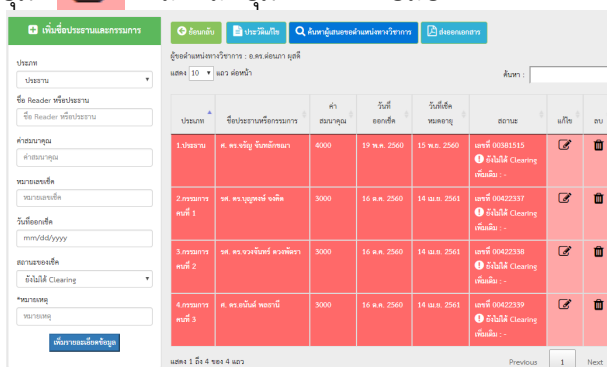 เพิ่มชื่อประธานและกรรมการ
ประเภท
ประธาน
ชื่อ Reader หรือประธาน
ชื่อ Reader หรือประธาน
ค่าสมนาคุณ
ค่าสมนาคุณ
หมายเลขเช็ค
หมายเลขเช็ค
วันที่ออกเช็ค
mm/dd/yyyy
สถานะของเช็ค
ยังไม่ได้ Clearing
*หมายเหตุ
หมายเหตุ
เพิ่มรายละเอียดข้อมูล
ย้อนกลับ ประวัติแก้ไข ค้นหาผู้เสนอขอตำแหน่งทางวิชาการ ส่งออกเอกสาร
ผู้ขอตำแหน่งทางวิชาการ : อ.ดร.ค่อนภา ผุสดี
แสดง 10 แถว ต่อหน้า ค้นหา :
ประเภท ชื่อประธานหรือกรรมการ ค่าสมนาคุณ วันที่ออกเช็ค วันที่เช็คหมดอายุ สถานะ แก้ไข ลบ
1.ประธาน ศ. ดร.จรัญ จันทลักขณา 4000 19 พ.ค. 2560 15 พ.ย. 2560 เลขที่ 00381515
ยังไม่ได้ Clearing
เพิ่มเติม : -
2.กรรมการคนที่ 1 รศ. ดร.บุญพงษ์ จงคิด 3000 16 ต.ค. 2560 14 เม.ย. 2561 เลขที่ 00422337
ยังไม่ได้ Clearing
เพิ่มเติม : -
3.กรรมการคนที่ 2 รศ. ดร.จวงจันทร์ ดวงพัตรา 3000 16 ต.ค. 2560 14 เม.ย. 2561 เลขที่ 00422338
ยังไม่ได้ Clearing
เพิ่มเติม : -
4.กรรมการคนที่ 3 ศ. ดร.อนันต์ พลธานี 3000 16 ต.ค. 2560 14 เม.ย. 2561 เลขที่ 00422339
ยังไม่ได้ Clearing
เพิ่มเติม : -
แสดง 1 ถึง 4 ของ 4 แถว Previous 1 Next